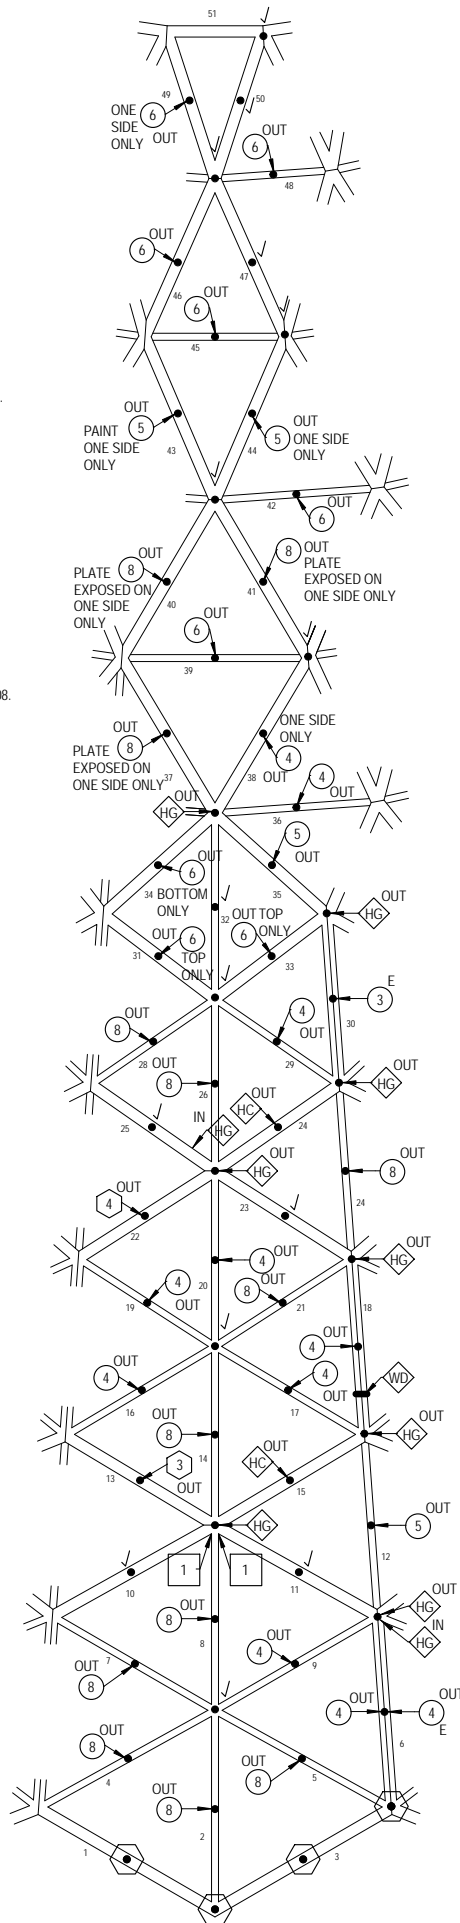 51
49
50
ONE
SIDE
ONLY
6
OUT
OUT
6
48
OUT
6
46
47
6
OUT
45
OUT
5
PAINT
ONE SIDE
ONLY
43
44
OUT
5
ONE SIDE
ONLY
42
OUT
6
OUT
8
PLATE
EXPOSED ON
ONE SIDE
ONLY
40
41
8
OUT
PLATE
EXPOSED ON
ONE SIDE ONLY
6
OUT
39
08.
OUT
8
PLATE
EXPOSED ON
ONE SIDE ONLY
37
38
ONE SIDE
ONLY
4
OUT
OUT
HG
4
OUT
36
5
OUT
35
OUT
6
34
BOTTOM
ONLY
32
OUT
HG
OUT
6
TOP
ONLY
31
OUT TOP
ONLY
6
33
E
3
30
OUT
8
28
4
OUT
29
OUT
8
26
OUT
HG
25
IN
HG
OUT
HC
24
OUT
HG
OUT
4
22
23
OUT
8
24
OUT
4
20
4
OUT
19
OUT
8
21
OUT
HG
18
OUT
4
OUT
4
16
4
OUT
17
OUT
WD
OUT
8
14
OUT
HG
3
OUT
13
OUT
HC
15
HG
OUT
5
12
10
1
1
11
OUT
8
8
OUT
HG
IN
HG
OUT
8
7
OUT
4
9
OUT
4
OUT
4
E
6
OUT
8
4
OUT
8
5
OUT
8
2
1
3